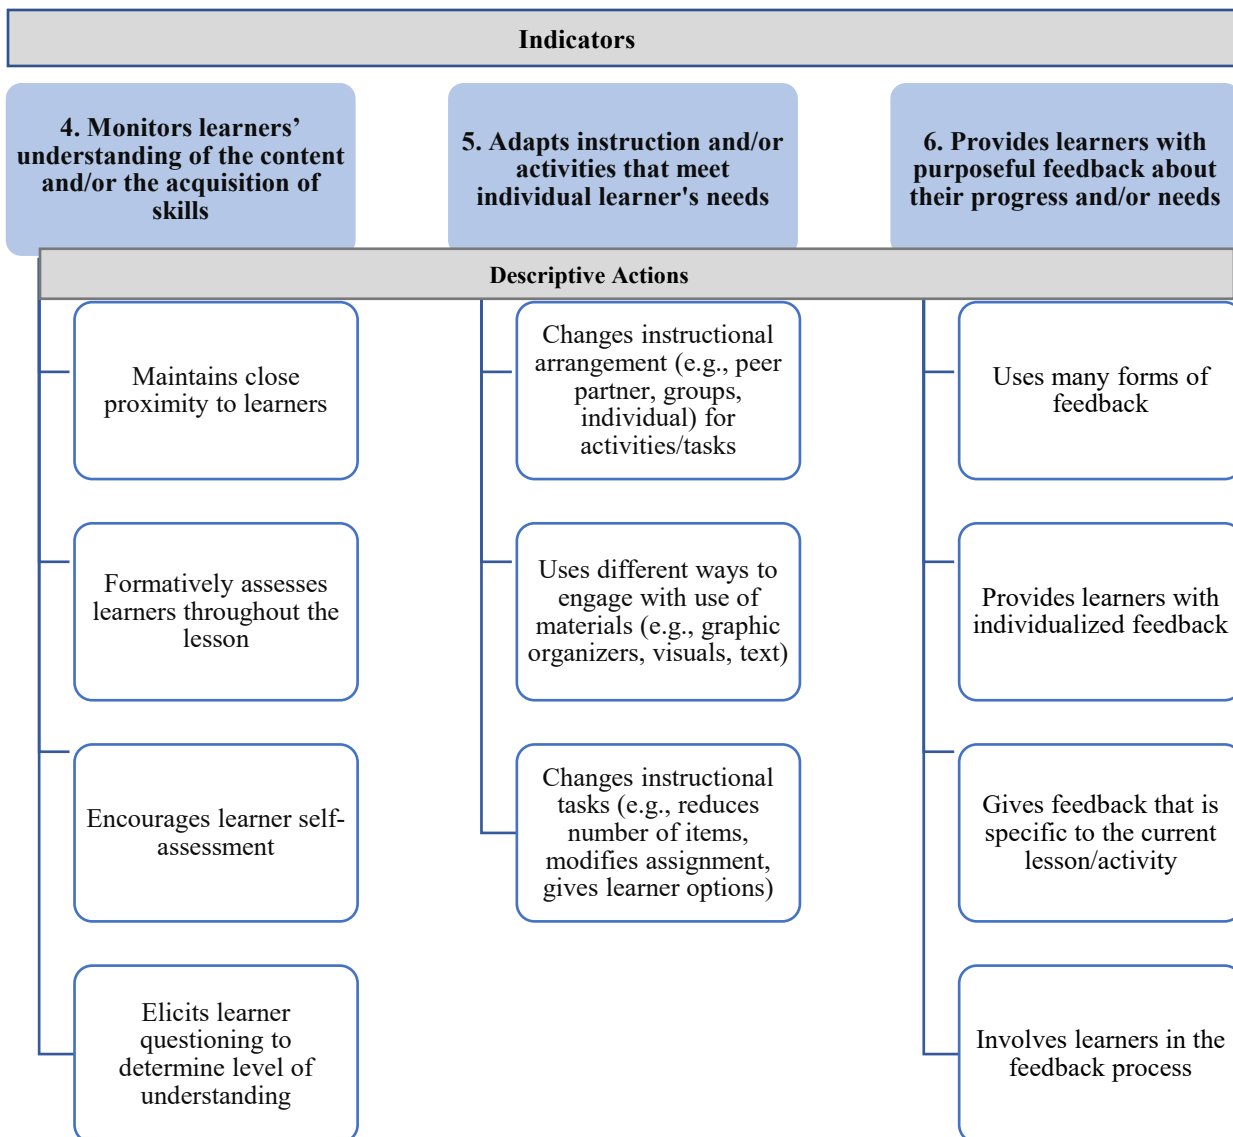 Indicators
4. Monitors learners’
understanding of the content
and/or the acquisition of
skills
5. Adapts instruction and/or
activities that meet
individual learner's needs
6. Provides learners with
purposeful feedback about
their progress and/or needs
Descriptive Actions
Maintains close
proximity to learners
Formatively assesses
learners throughout the
lesson
Encourages learner self-
assessment
Elicits learner
questioning to
determine level of
understanding
Changes instructional
arrangement (e.g., peer
partner, groups,
individual) for
activities/tasks
Uses different ways to
engage with use of
materials (e.g., graphic
organizers, visuals, text)
Changes instructional
tasks (e.g., reduces
number of items,
modifies assignment,
gives learner options)
Uses many forms of
feedback
Provides learners with
individualized feedback
Gives feedback that is
specific to the current
lesson/activity
Involves learners in the
feedback process